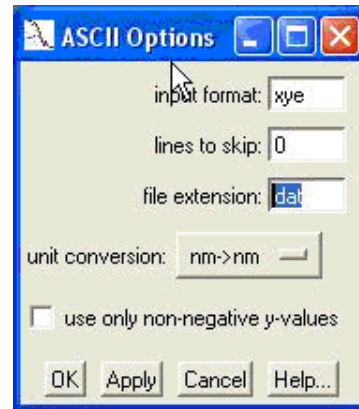 ASCII Options
input format: xye
lines to skip: 0
file extension: dat
unit conversion: nm->nm
use only non-negative y-values
OK Apply Cancel Help...